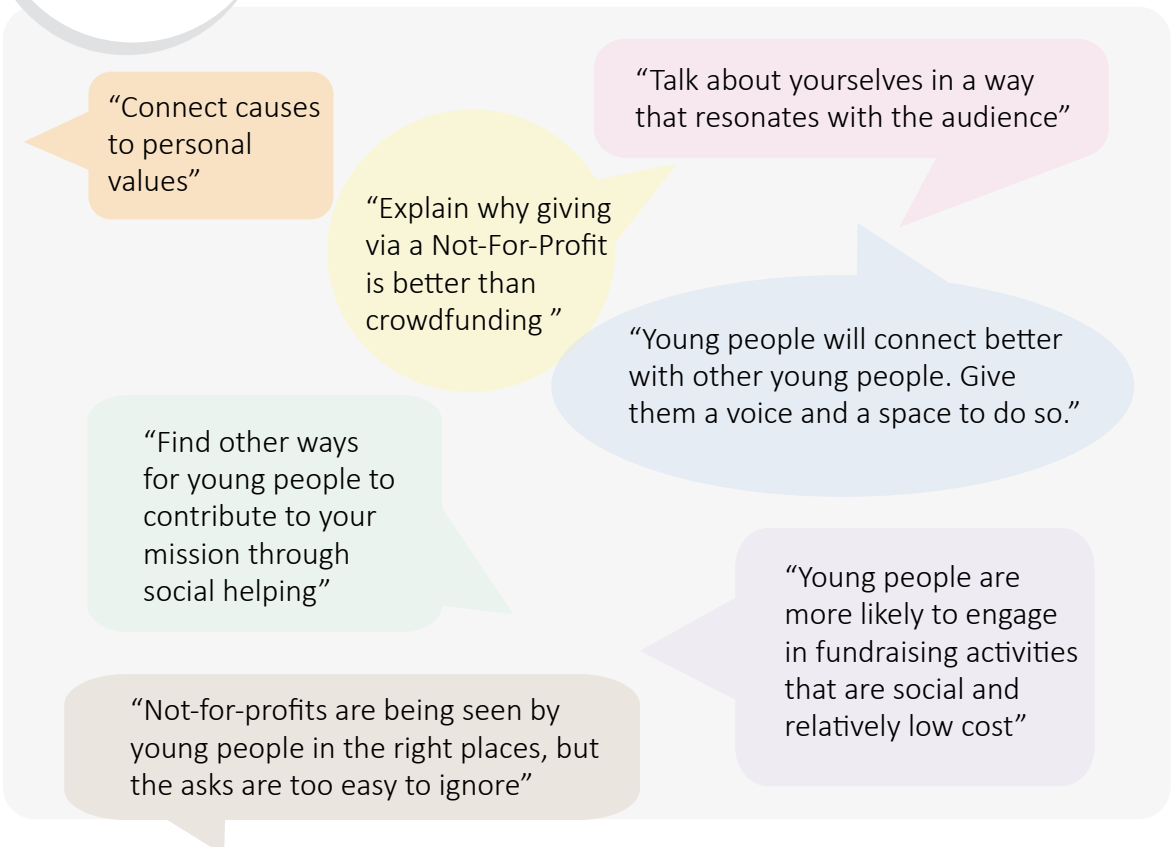 “Connect causes
to personal
values”
“Talk about yourselves in a way
that resonates with the audience”
“Explain why giving
via a Not-For-Profit
is better than
crowdfunding ”
“Young people will connect better
with other young people. Give
them a voice and a space to do so.”
“Find other ways
for young people to
contribute to your
mission through
social helping”
“Young people are
more likely to engage
in fundraising activities
that are social and
relatively low cost”
“Not-for-profits are being seen by
young people in the right places, but
the asks are too easy to ignore”